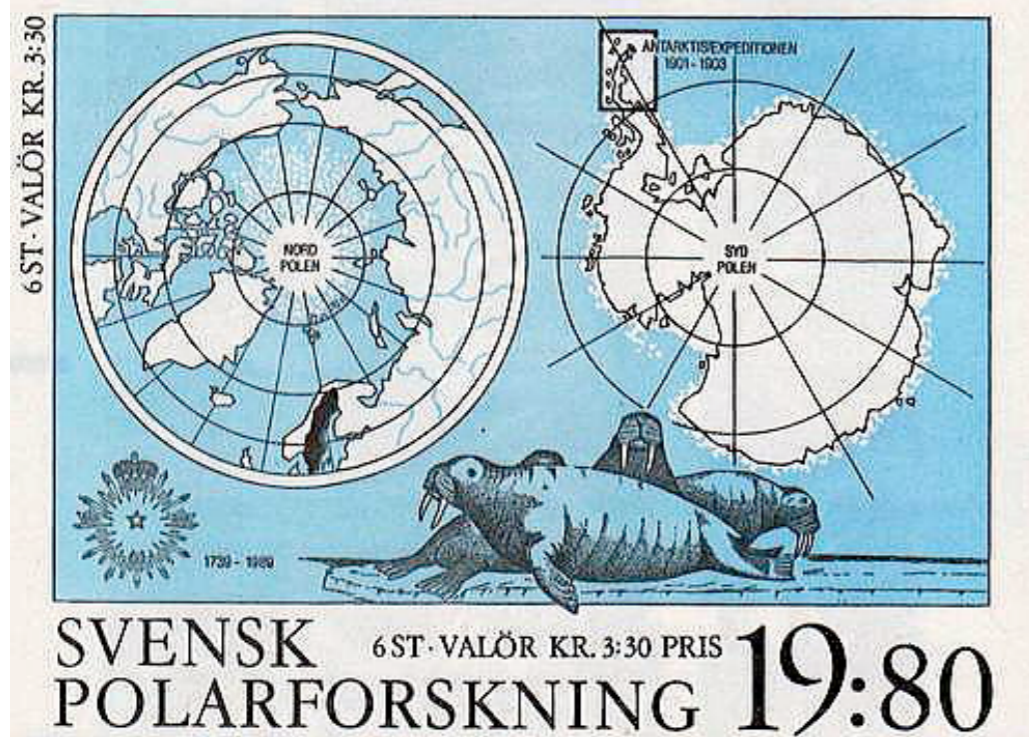 6 ST · VALÖR KR. 3:30
ANTARKTISEXPEDITIONEN
1901 - 1903
NORD
POLEN
SYD
POLEN
1739 - 1989
SVENSK
POLARFORSKNING
6 ST · VALÖR KR. 3:30 PRIS 19:80